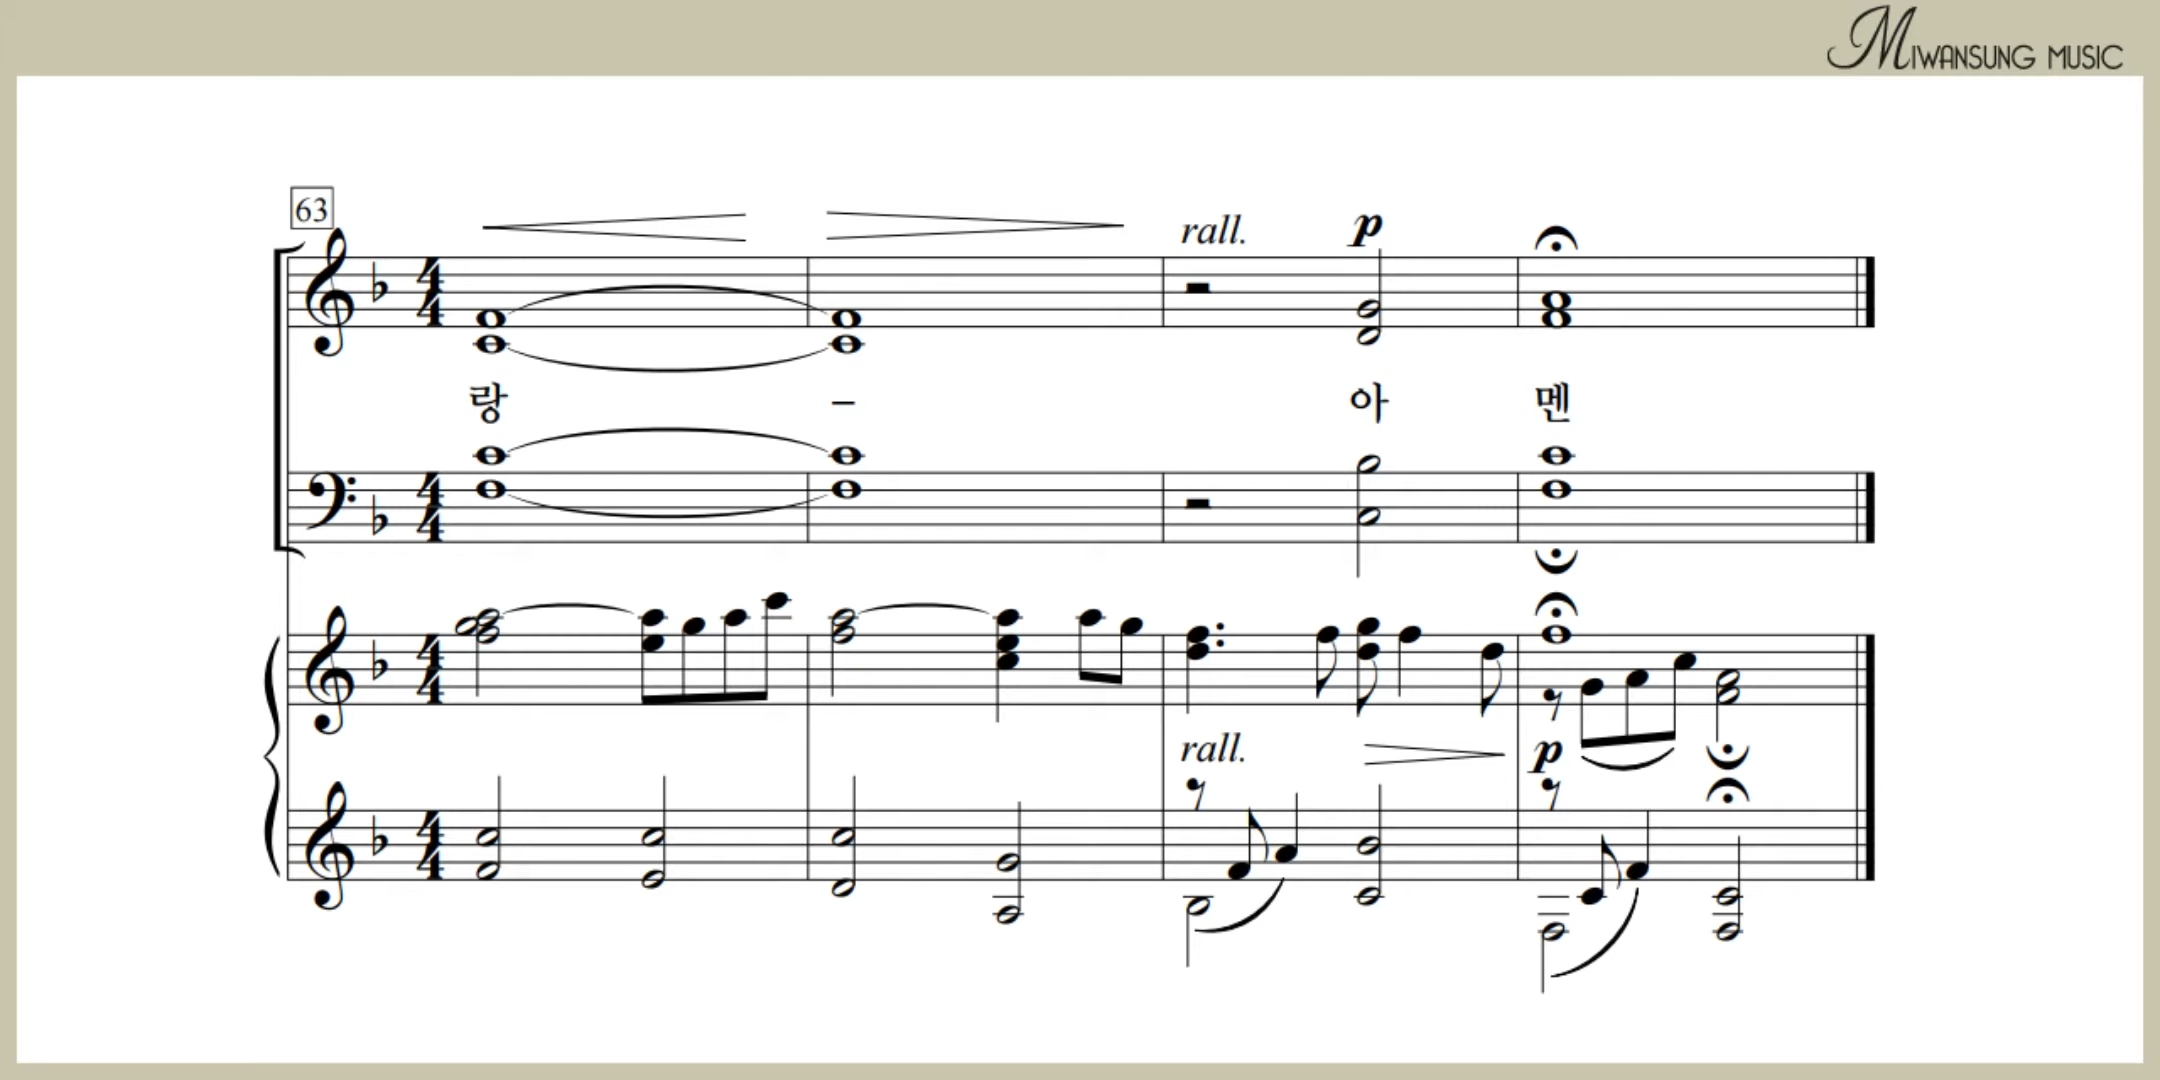 MIWANSUNG MUSIC
63
rall. p
랑 – 아 멘
rall. p